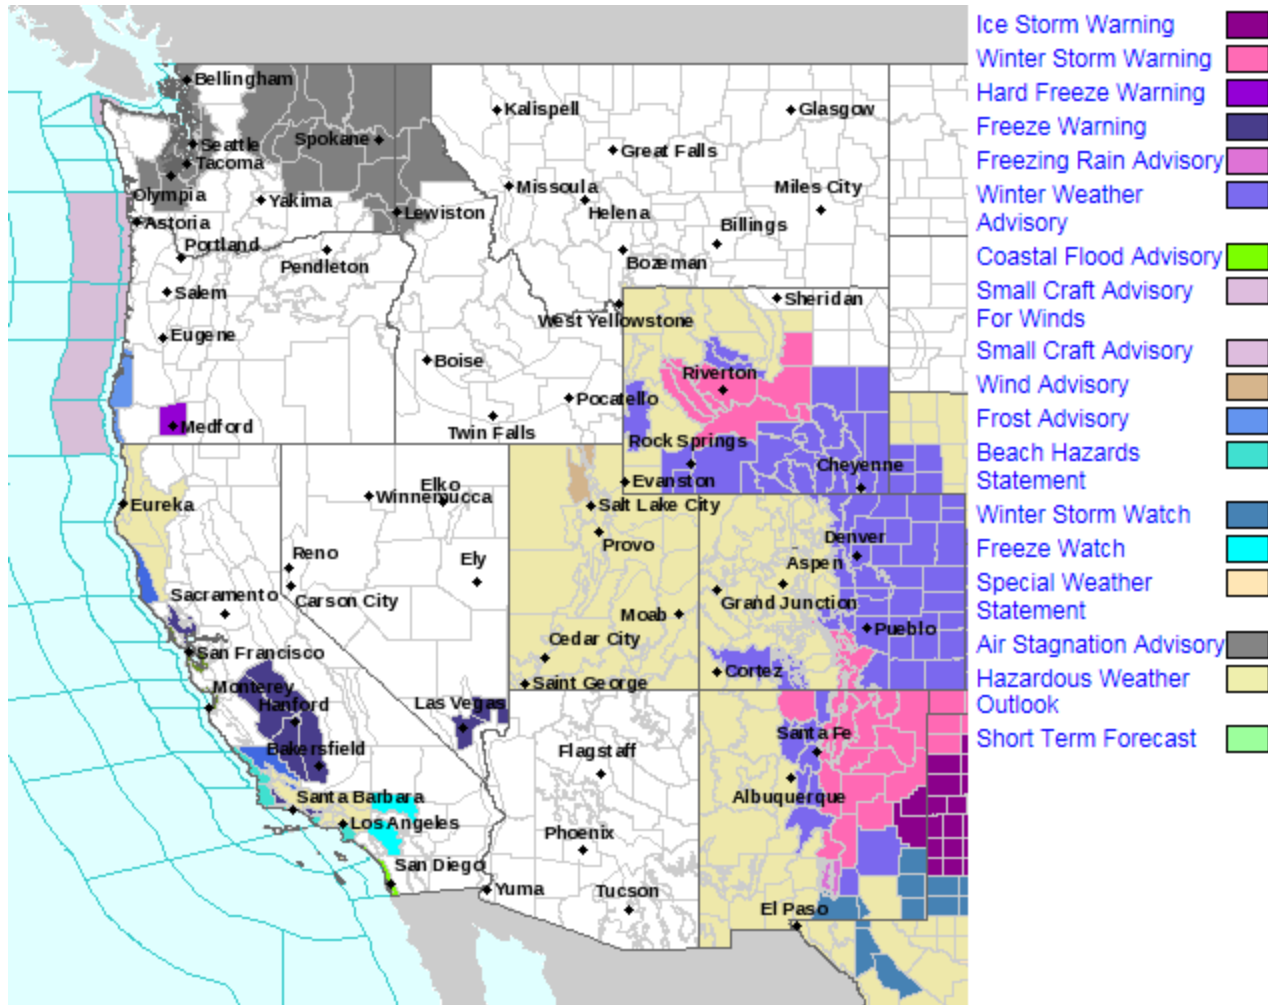 Bellingham
Seattle
Spokane
Tacoma
Olympia
Yakima
Lewiston
Astoria
Portland
Pendleton
Salem
Eugene
Medford
Kalispell
Glasgow
Great Falls
Missoula
Miles City
Helena
Billings
Bozeman
Sheridan
West Yellowstone
Boise
Riverton
Pocatello
Twin Falls
Rock Springs
Cheyenne
Evanston
Eureka
Elko
Winnemucca
Salt Lake City
Provo
Denver
Reno
Ely
Aspen
Sacramento
Carson City
Grand Junction
Moab
Pueblo
Cedar City
San Francisco
Cortez
Saint George
Monterey
Hanford
Las Vegas
Bakersfield
Flagstaff
Santa Fe
Santa Barbara
Albuquerque
Los Angeles
Phoenix
San Diego
Yuma
Tucson
El Paso
Ice Storm Warning
Winter Storm Warning
Hard Freeze Warning
Freeze Warning
Freezing Rain Advisory
Winter Weather
Advisory
Coastal Flood Advisory
Small Craft Advisory
For Winds
Small Craft Advisory
Wind Advisory
Frost Advisory
Beach Hazards
Statement
Winter Storm Watch
Freeze Watch
Special Weather
Statement
Air Stagnation Advisory
Hazardous Weather
Outlook
Short Term Forecast